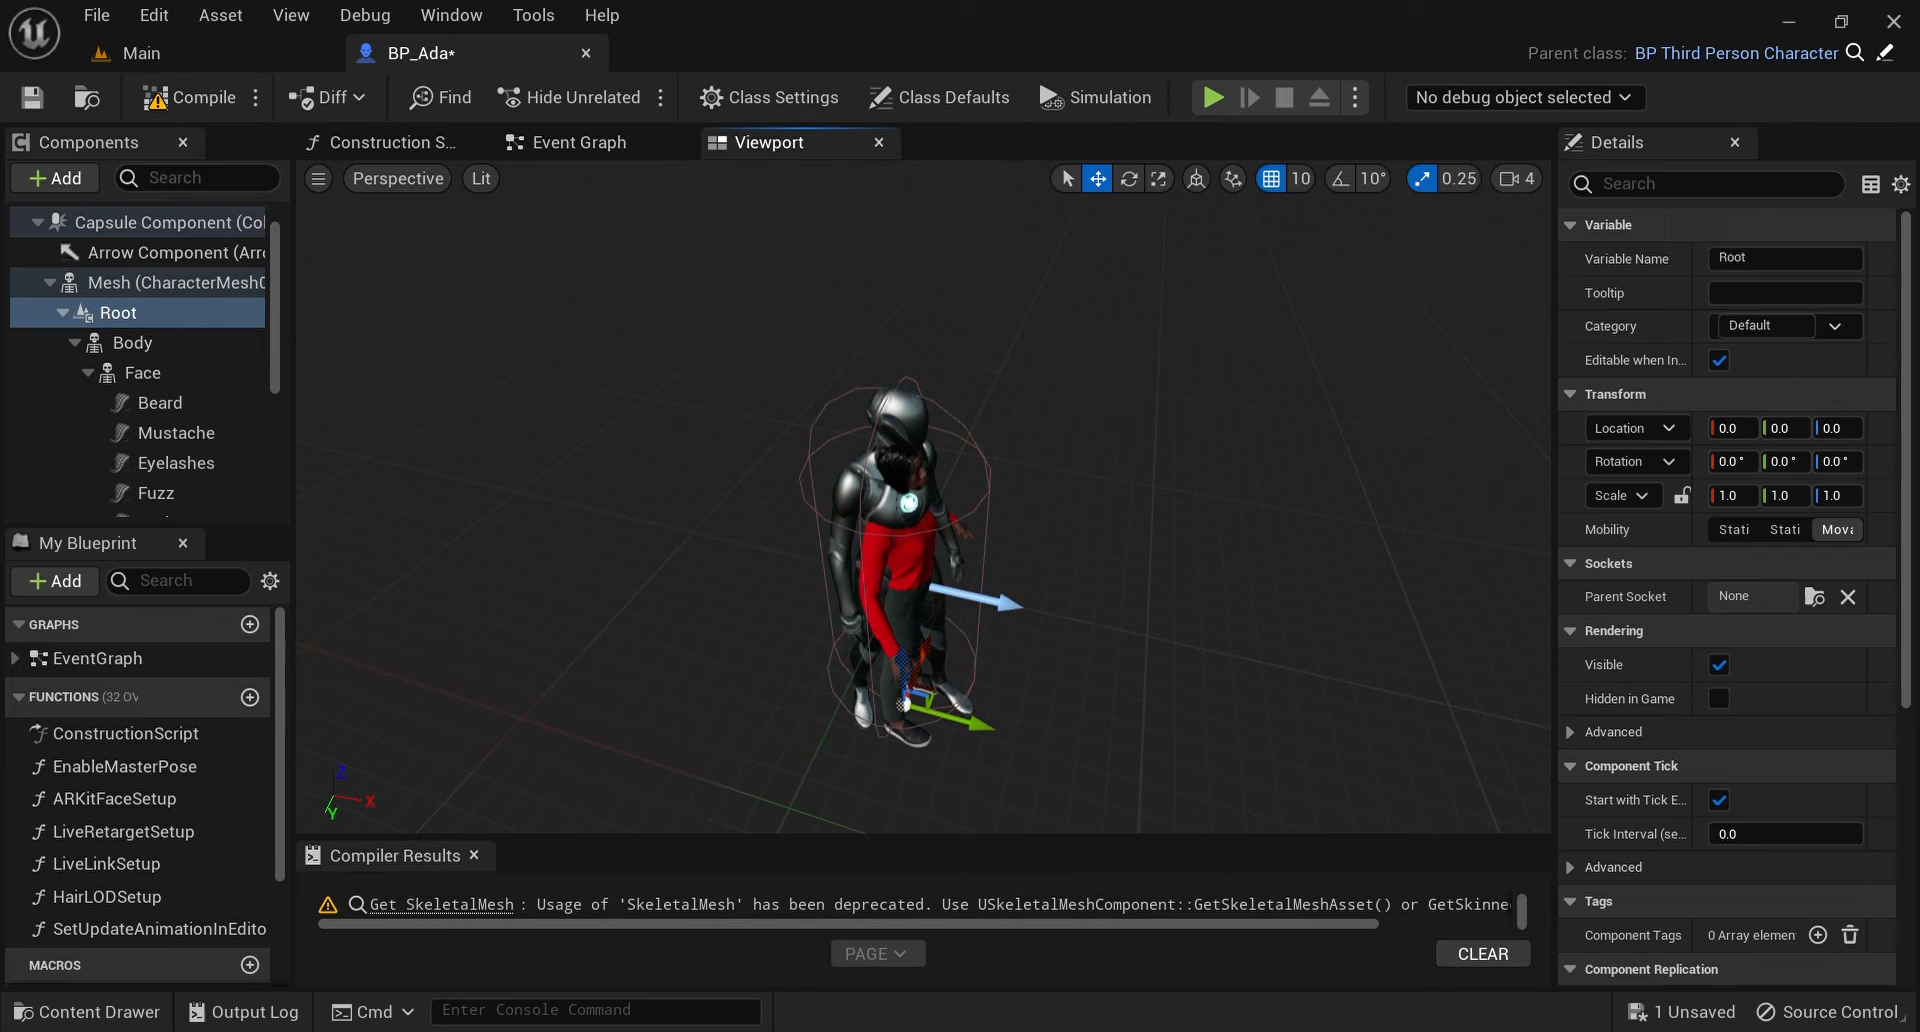 File Edit Asset View Debug Window Tools Help
Main BP_Ada* Parent class: BP Third Person Character
Compile Diff Find Hide Unrelated Class Settings Class Defaults Simulation No debug object selected
Components
Construction S... Event Graph Viewport
Details
Add Search
Perspective Lit 10 10° 0.25 4
Search
Capsule Component (Col
Arrow Component (Arro
Mesh (CharacterMesh0
Root
Body
Face
Beard
Mustache
Eyelashes
Fuzz
My Blueprint
Add Search
GRAPHS
EventGraph
FUNCTIONS (32 OV
ConstructionScript
EnableMasterPose
ARKitFaceSetup
LiveRetargetSetup
LiveLinkSetup
HairLODSetup
SetUpdateAnimationInEdito
MACROS
Z
X
Y
Compiler Results
Get SkeletalMesh : Usage of 'SkeletalMesh' has been deprecated. Use USkeletalMeshComponent::GetSkeletalMeshAsset() or GetSkinne
PAGE CLEAR
Variable
Variable Name Root
Tooltip
Category Default
Editable when In...
Transform
Location 0.0 0.0 0.0
Rotation 0.0° 0.0° 0.0°
Scale 1.0 1.0 1.0
Mobility Stati Stati Mova
Sockets
Parent Socket None
Rendering
Visible
Hidden in Game
Advanced
Component Tick
Start with Tick E...
Tick Interval (se... 0.0
Advanced
Tags
Component Tags 0 Array elemen
Component Replication
Content Drawer Output Log Cmd Enter Console Command 1 Unsaved Source Control